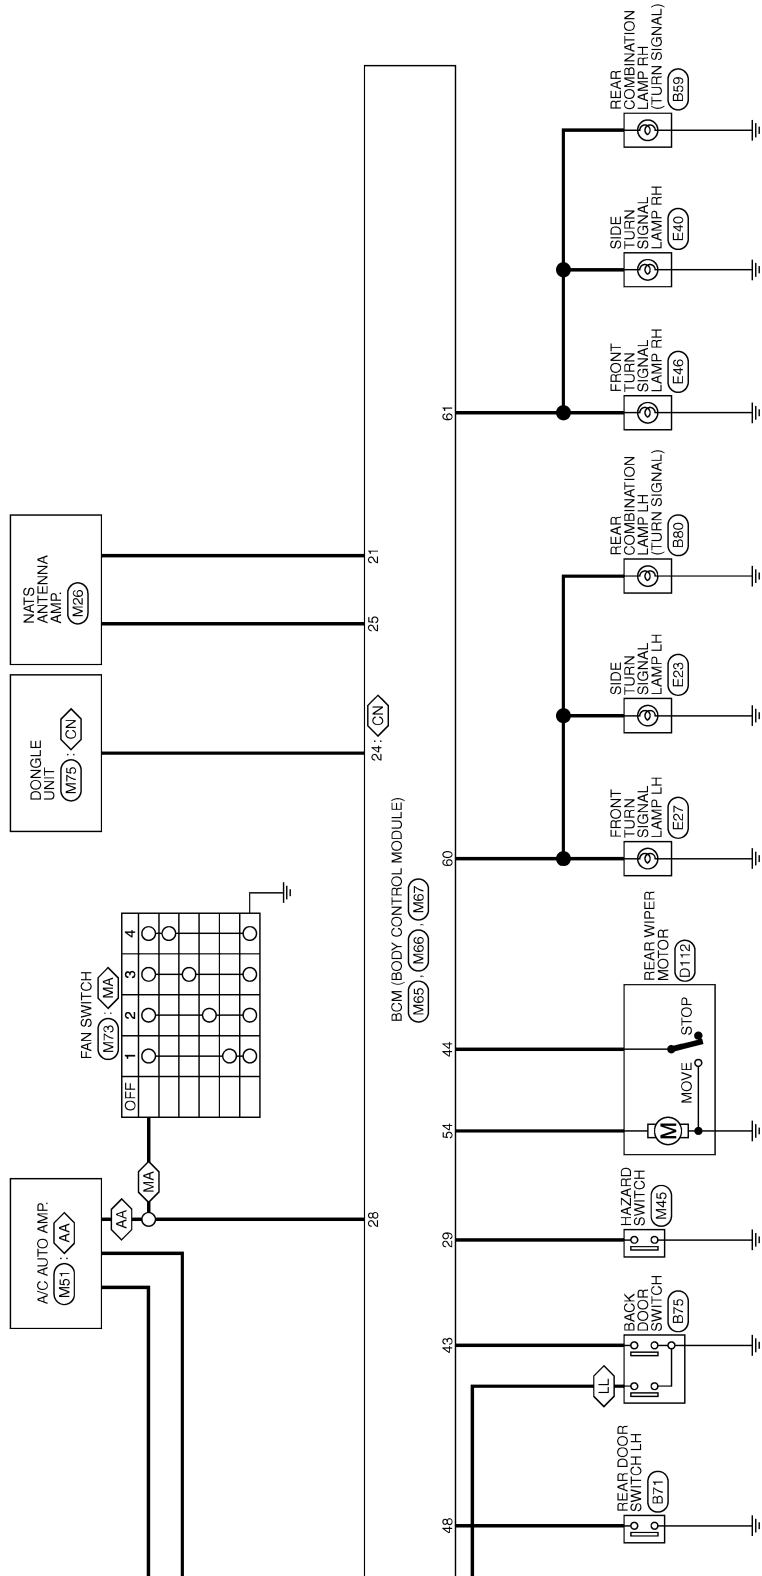 A/C AUTO AMP.
M51 : AA
AA
MA
28
FAN SWITCH
M73 : MA
OFF 1 2 3 4
DONGLE
UNIT
M75 : CN
24: CN
NATS
ANTENNA
AMP.
M26
25
21
BCM (BODY CONTROL MODULE)
M65 , M66 , M67
48
43
29
54
44
60
61
REAR DOOR
SWITCH LH
B71
LL
BACK
DOOR
SWITCH
B75
HAZARD
SWITCH
M45
REAR WIPER
MOTOR
D112
M
MOVE
STOP
FRONT
TURN
SIGNAL
LAMP LH
E27
SIDE
TURN
SIGNAL
LAMP LH
E23
REAR
COMBINATION
LAMP LH
(TURN SIGNAL)
B80
FRONT
TURN
SIGNAL
LAMP RH
E46
SIDE
TURN
SIGNAL
LAMP RH
E40
REAR
COMBINATION
LAMP RH
(TURN SIGNAL)
B59